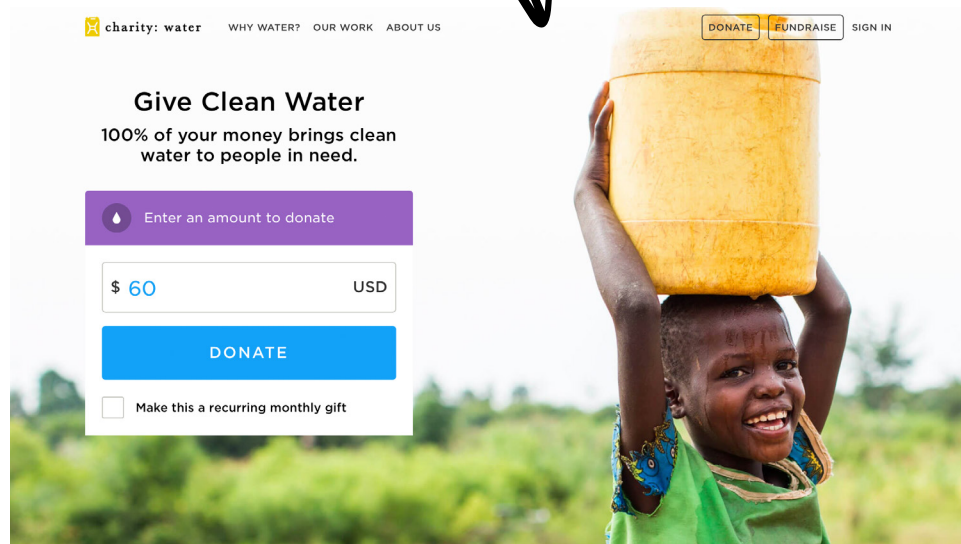 charity: water WHY WATER? OUR WORK ABOUT US DONATE FUNDRAISE SIGN IN
Give Clean Water
100% of your money brings clean
water to people in need.
Enter an amount to donate
$ 60 USD
DONATE
Make this a recurring monthly gift